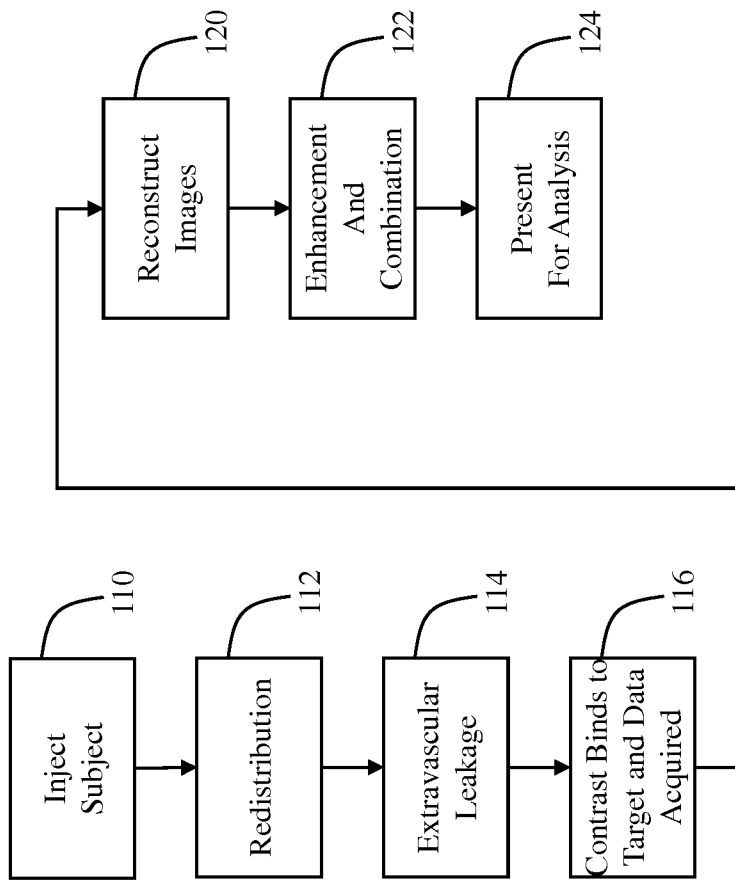 Inject
Subject
110
Redistribution
112
Extravascular
Leakage
114
Contrast Binds to
Target and Data
Acquired
116
Reconstruct
Images
120
Enhancement
And
Combination
122
Present
For Analysis
124